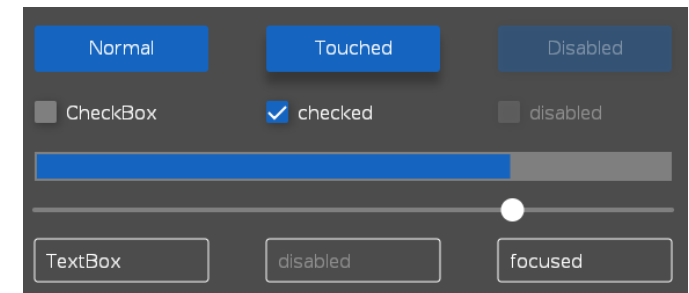 Normal Touched Disabled
CheckBox checked disabled
TextBox disabled focused